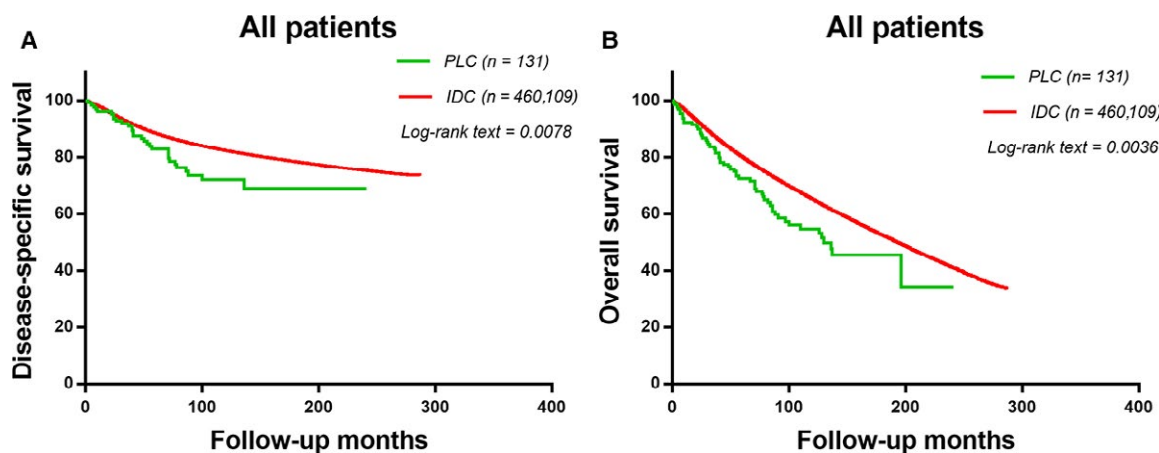 A
All patients
PLC (n = 131)
IDC (n = 460,109)
Log-rank text = 0.0078
Disease-specific survival
100
80
60
40
20
0
0 100 200 300 400
Follow-up months
B
All patients
PLC (n= 131)
IDC (n = 460,109)
Log-rank text = 0.0036
Overall survival
100
80
60
40
20
0
0 100 200 300 400
Follow-up months